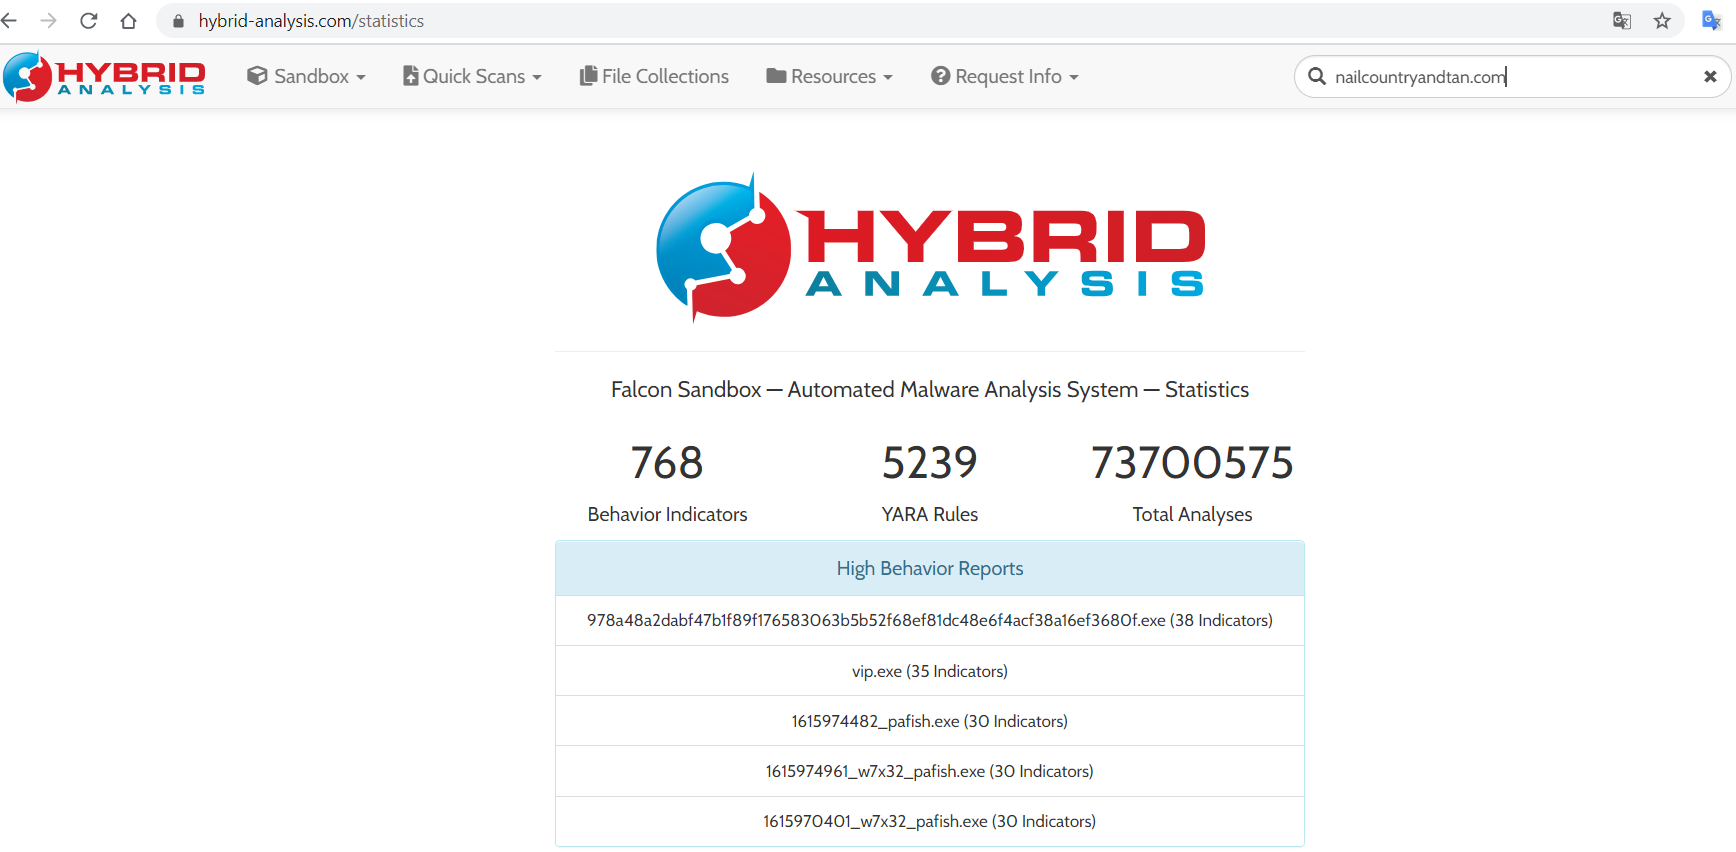 hybrid-analysis.com/statistics
HYBRID
ANALYSIS
Sandbox
Quick Scans
File Collections
Resources
Request Info
nailcountryandtan.com
HYBRID
ANALYSIS
Falcon Sandbox — Automated Malware Analysis System — Statistics
768
5239
73700575
Behavior Indicators
YARA Rules
Total Analyses
High Behavior Reports
978a48a2dabf47b1f89f176583063b5b52f68ef81dc48e6f4acf38a16ef3680f.exe (38 Indicators)
vip.exe (35 Indicators)
1615974482_pafish.exe (30 Indicators)
1615974961_w7x32_pafish.exe (30 Indicators)
1615970401_w7x32_pafish.exe (30 Indicators)